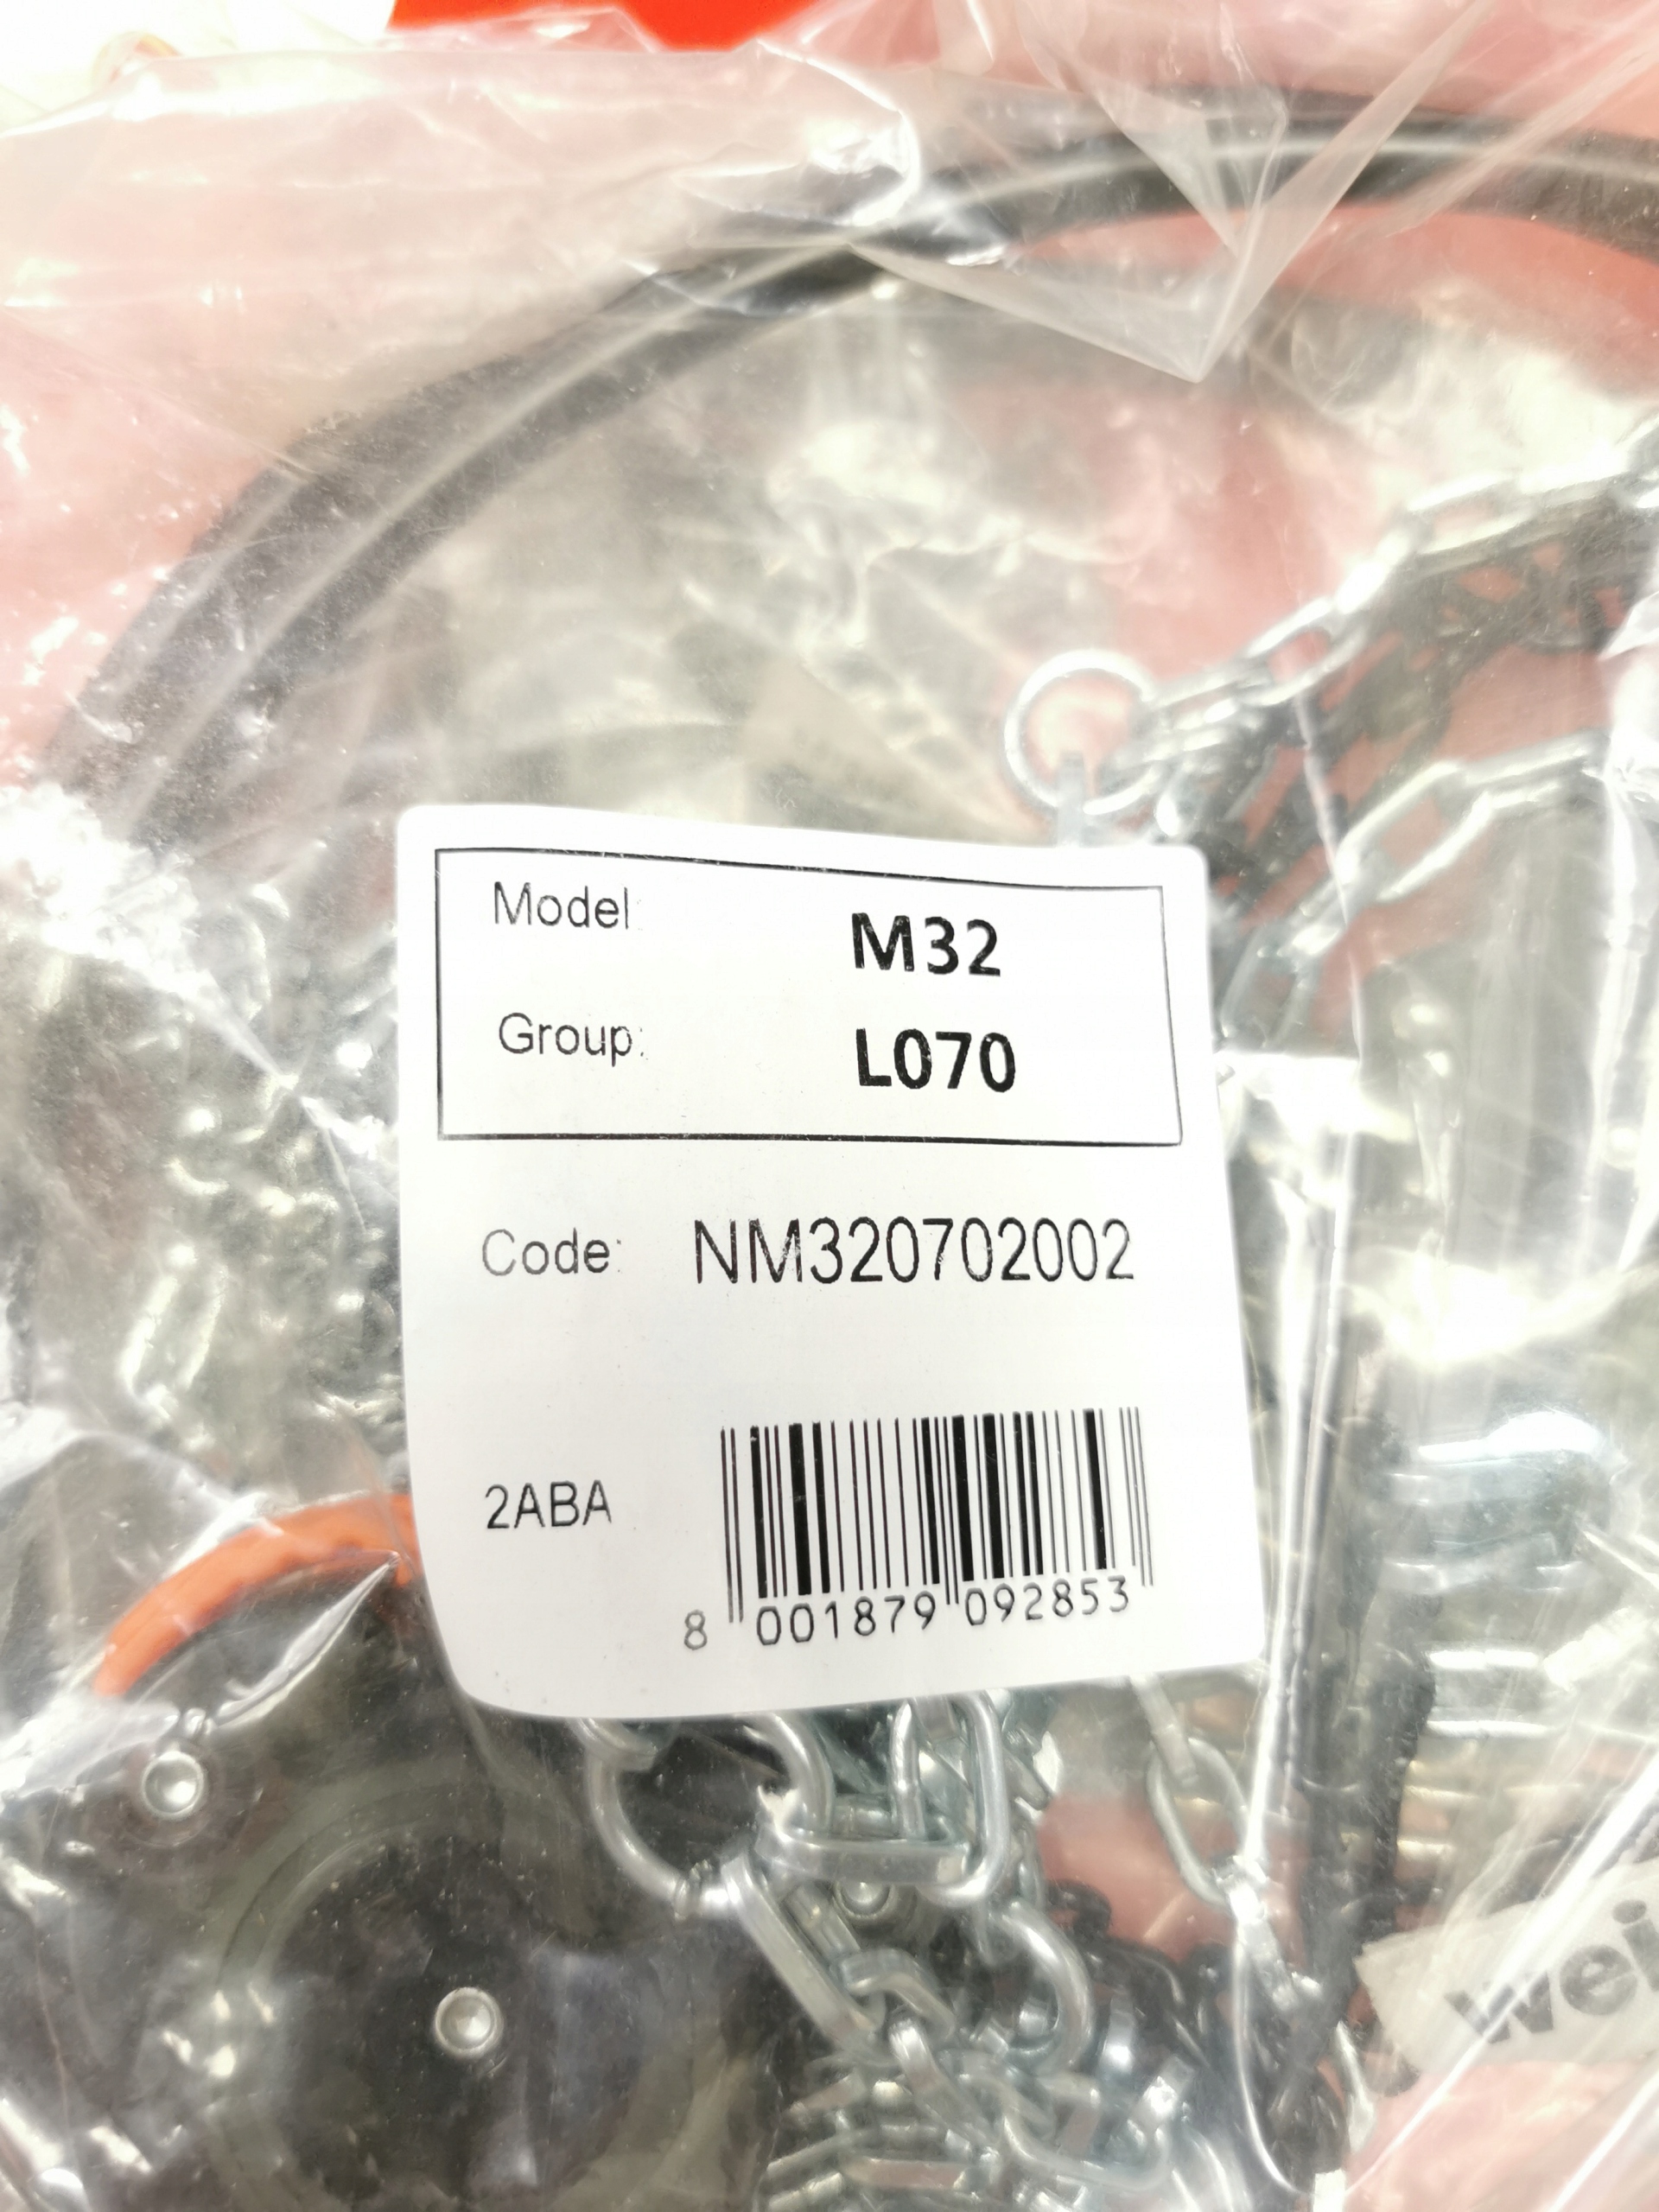 Model
M32
Group:
L070
Code: NM320702002
2ABA
8 001879 092853
wei